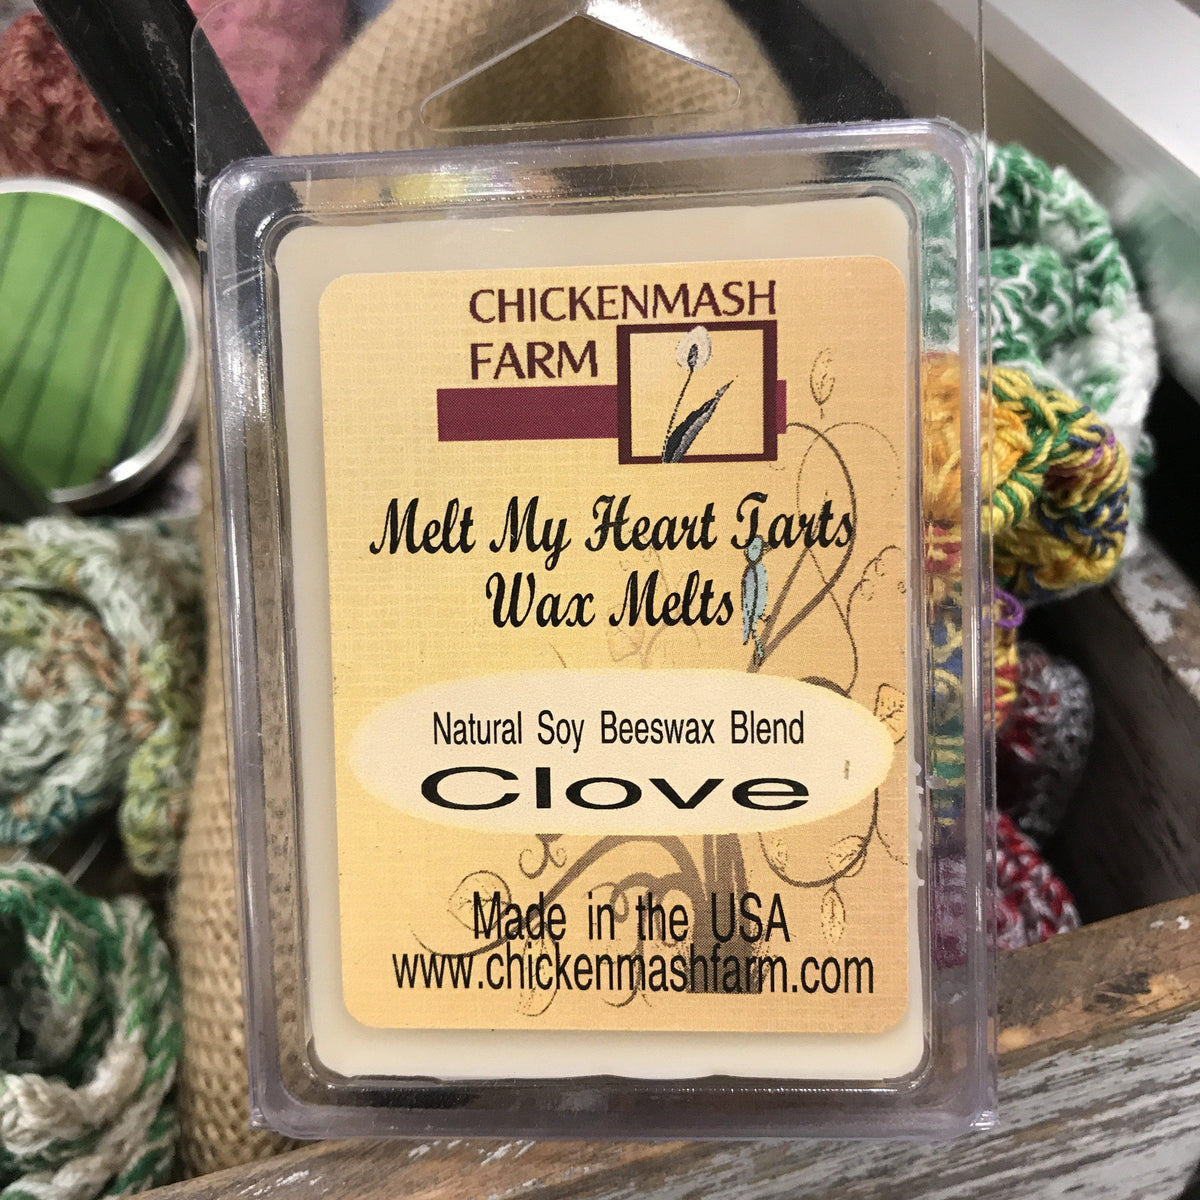 CHICKENMASH
FARM
Melt My Heart Tarts
Wax Melts
Natural Soy Beeswax Blend
Clove
Made in the USA
www.chickenmashfarm.com